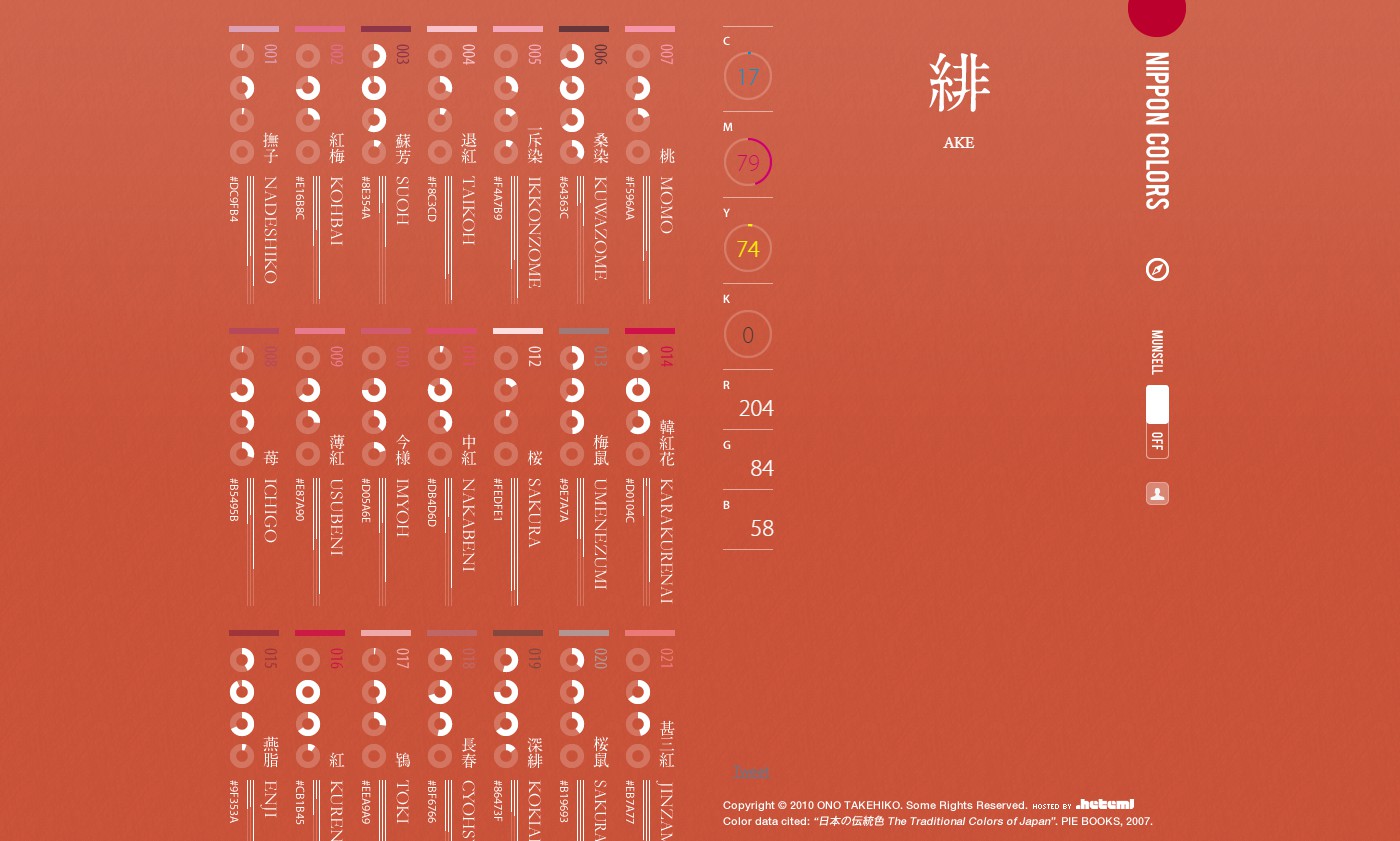 001
撫子
NADESHIKO
#DC9FB4
002
紅梅
KOHBAI
#E16B8C
003
蘇芳
SUOH
#8E354A
004
退紅
TAIKOH
#F8C3CD
005
一斥染
IKKONZOME
#F4A7B9
006
桑染
KUWAZOME
#64363C
007
桃
MOMO
#F596AA
008
苺
ICHIGO
#B5495B
009
薄紅
USUBENI
#E87A90
010
今様
IMYOH
#D05A6E
011
中紅
NAKABENI
#DB4D6D
012
桜
SAKURA
#FEDFE1
013
梅鼠
UMENEZUMI
#9E7A7A
014
韓紅花
KARAKURENAI
#D0104C
015
燕脂
ENJI
#9F353A
016
紅
KUREN
#CB1B45
017
鴇
TOKI
#EEA9A9
018
長春
CYOHS
#BF6766
019
深緋
KOKIA
#86473F
020
桜鼠
SAKURA
#B19693
021
甚三紅
JINZAM
#EB7A77
C
17
M
79
Y
74
K
0
R
204
G
84
B
58
緋
AKE
NIPPON COLORS
MUNSELL
OFF
Copyright © 2010 ONO TAKEHIKO. Some Rights Reserved. HOSTED BY .heteml
Color data cited: “日本の伝統色 The Traditional Colors of Japan”. PIE BOOKS, 2007.